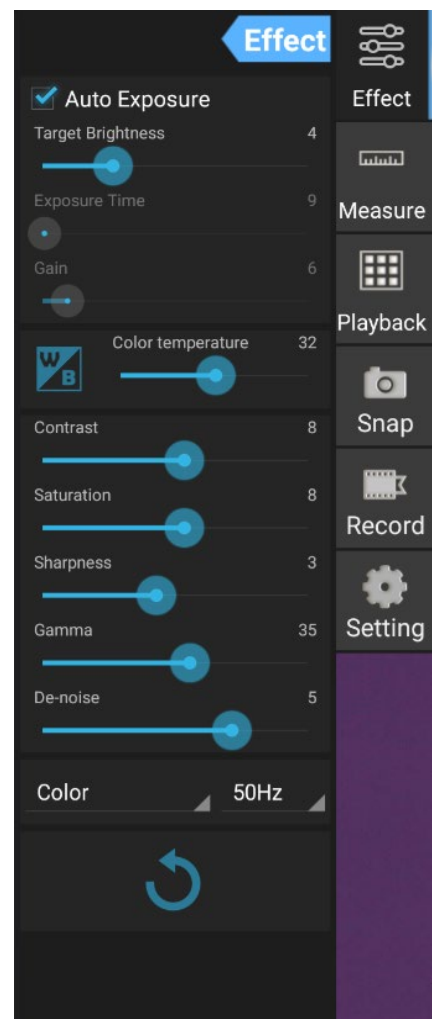 Effect
Auto Exposure
Target Brightness 4
Exposure Time 9
Gain 6
W B
Color temperature 32
Contrast 8
Saturation 8
Sharpness 3
Gamma 35
De-noise 5
Color 50Hz
Effect
Measure
Playback
Snap
Record
Setting